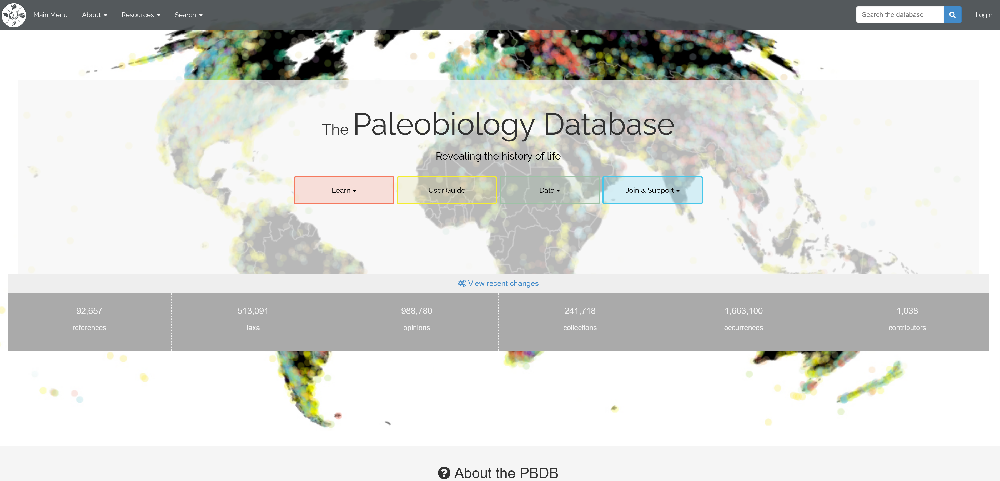 Main Menu About Resources Search Search the database Login
The Paleobiology Database
Revealing the history of life
Learn User Guide Data Join & Support
View recent changes
92,657 513,091 988,780 241,718 1,663,100 1,038
references taxa opinions collections occurrences contributors
About the PBDB